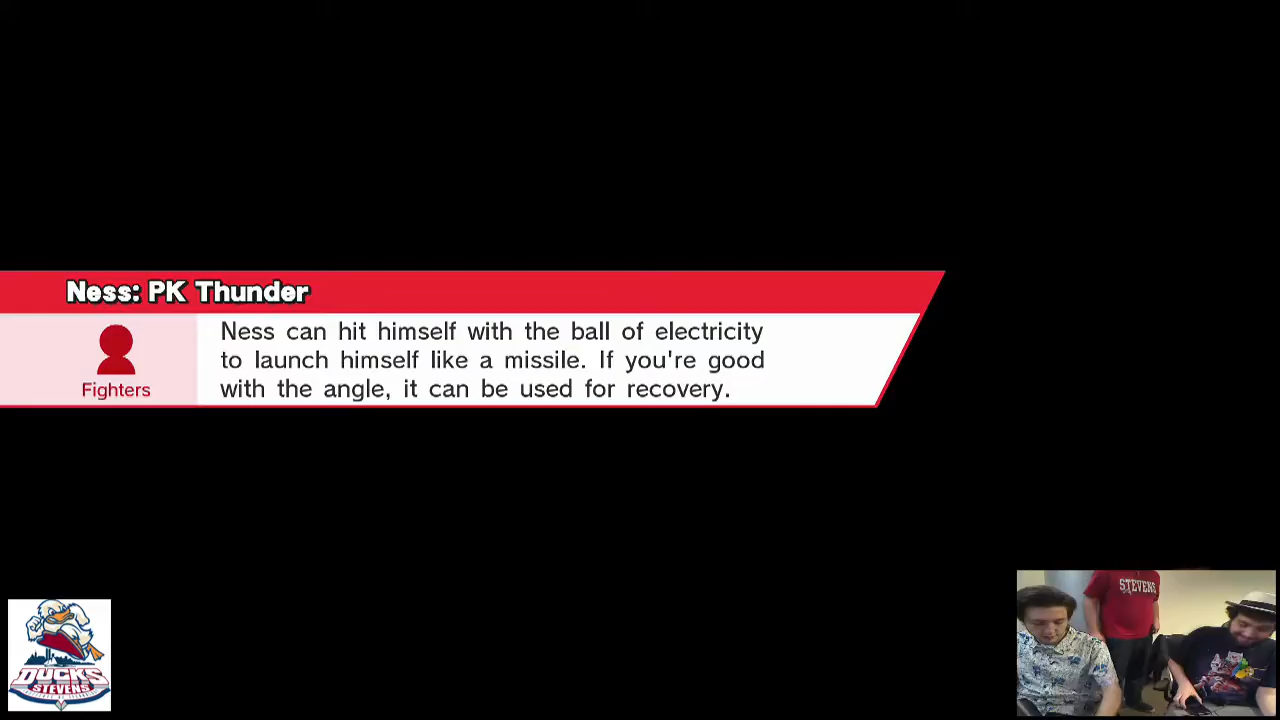 Ness: PK Thunder
Fighters
Ness can hit himself with the ball of electricity
to launch himself like a missile. If you're good
with the angle, it can be used for recovery.
STEVENS
DUCKS
STEVENS